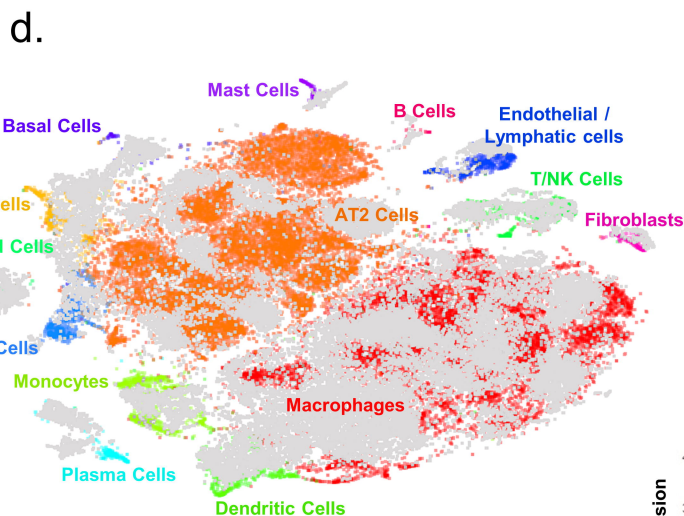 d.
Mast Cells
B Cells
Endothelial /
Lymphatic cells
Basal Cells
T/NK Cells
ells
AT2 Cells
Fibroblasts
l Cells
Cells
Monocytes
Macrophages
Plasma Cells
Dendritic Cells
sion